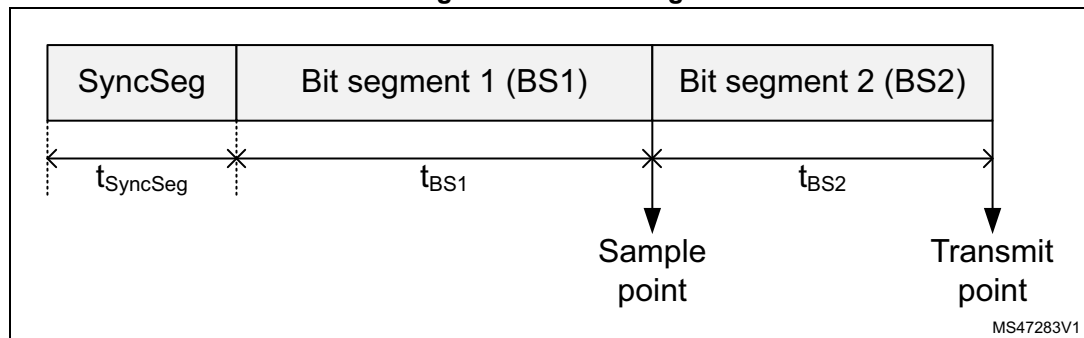 SyncSeg Bit segment 1 (BS1) Bit segment 2 (BS2)
tSyncSeg tBS1 tBS2
Sample Transmit
point point
MS47283V1